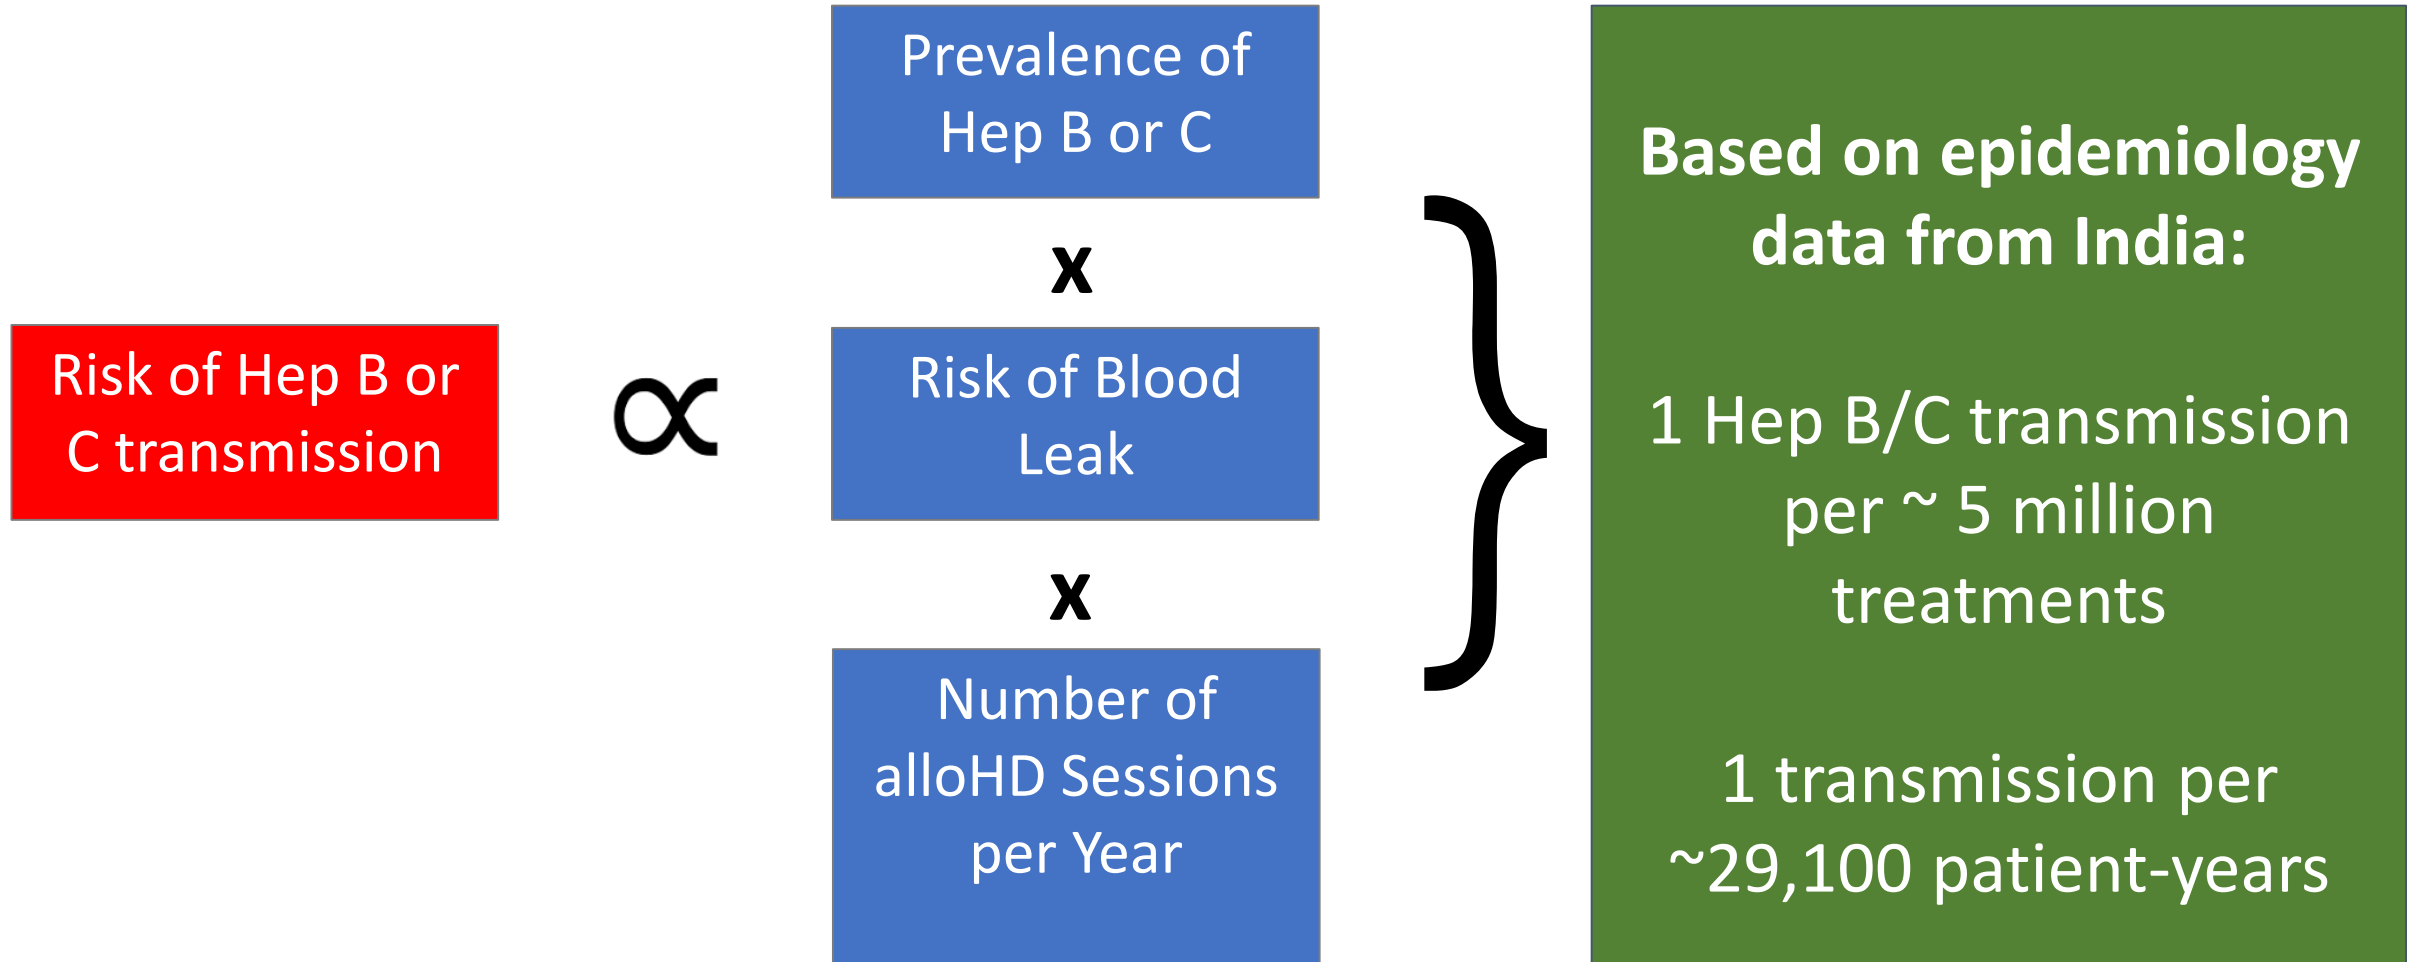 Risk of Hep B or
C transmission
∝
Prevalence of
Hep B or C
x
Risk of Blood
Leak
x
Number of
alloHD Sessions
per Year
}
Based on epidemiology
data from India:
1 Hep B/C transmission
per ~ 5 million
treatments
1 transmission per
~29,100 patient-years